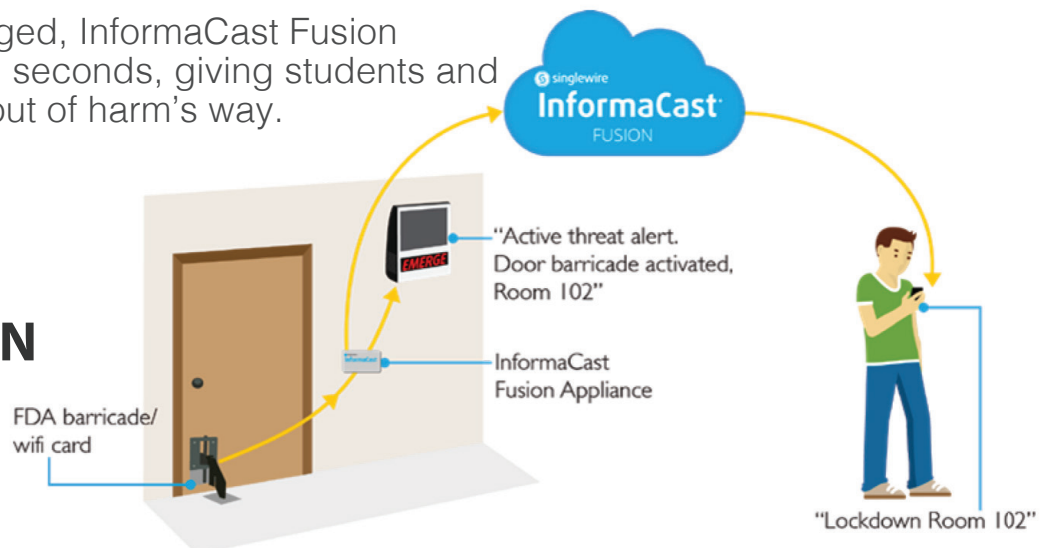 ged, InformaCast Fusion
seconds, giving students and
out of harm's way.
singlewire
InformaCast
FUSION
EMERGE
"Active threat alert.
Door barricade activated,
Room 102"
N
InformaCast
InformaCast
Fusion Appliance
FDA barricade/
wifi card
"Lockdown Room 102"